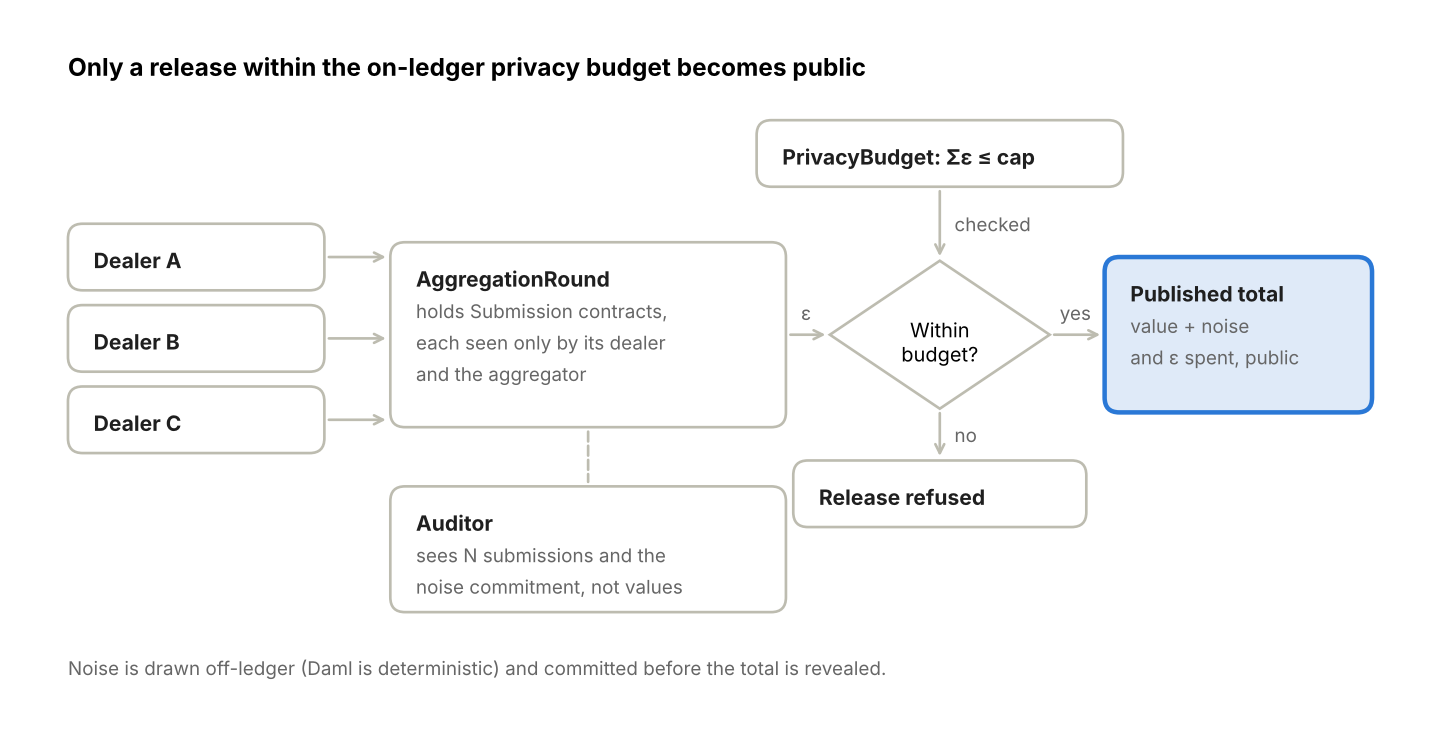 Only a release within the on-ledger privacy budget becomes public
PrivacyBudget: Σε ≤ cap
checked
Dealer A
Dealer B
Dealer C
AggregationRound
holds Submission contracts,
each seen only by its dealer
and the aggregator
ε
Within
budget?
yes
Published total
value + noise
and ε spent, public
no
Release refused
Auditor
sees N submissions and the
noise commitment, not values
Noise is drawn off-ledger (Daml is deterministic) and committed before the total is revealed.